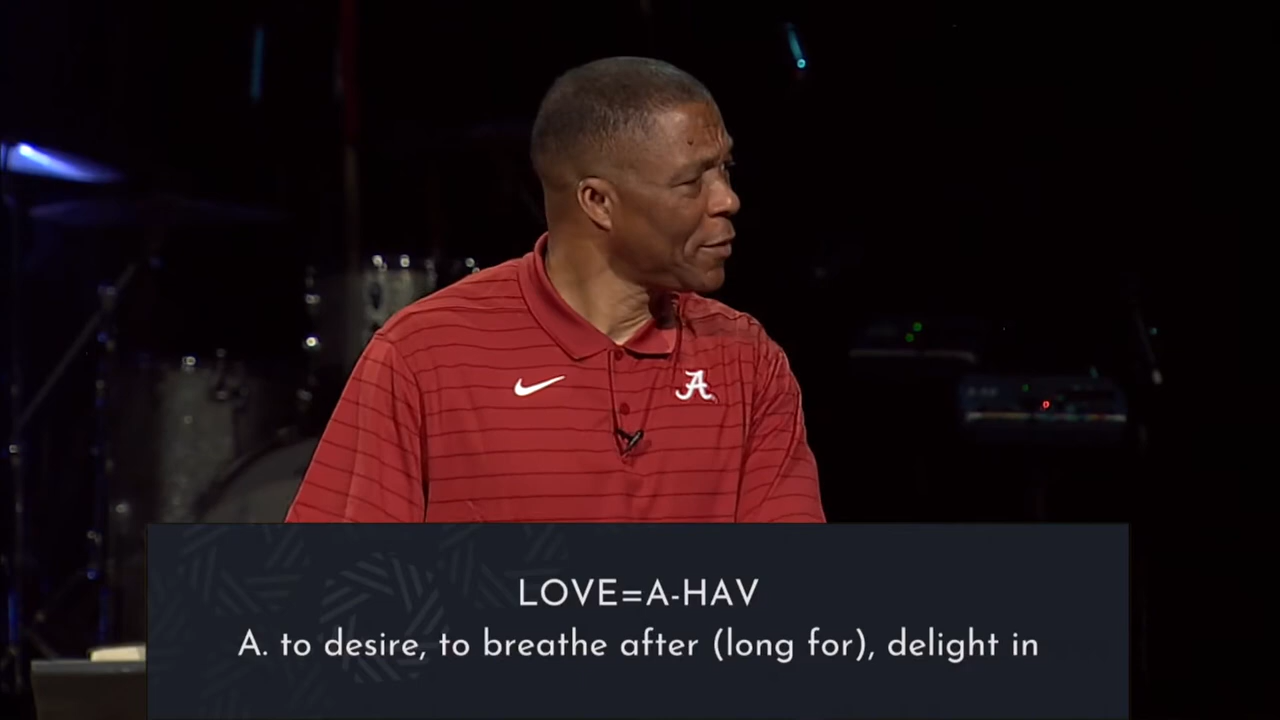 A
LOVE=A-HAV
A. to desire, to breathe after (long for), delight in